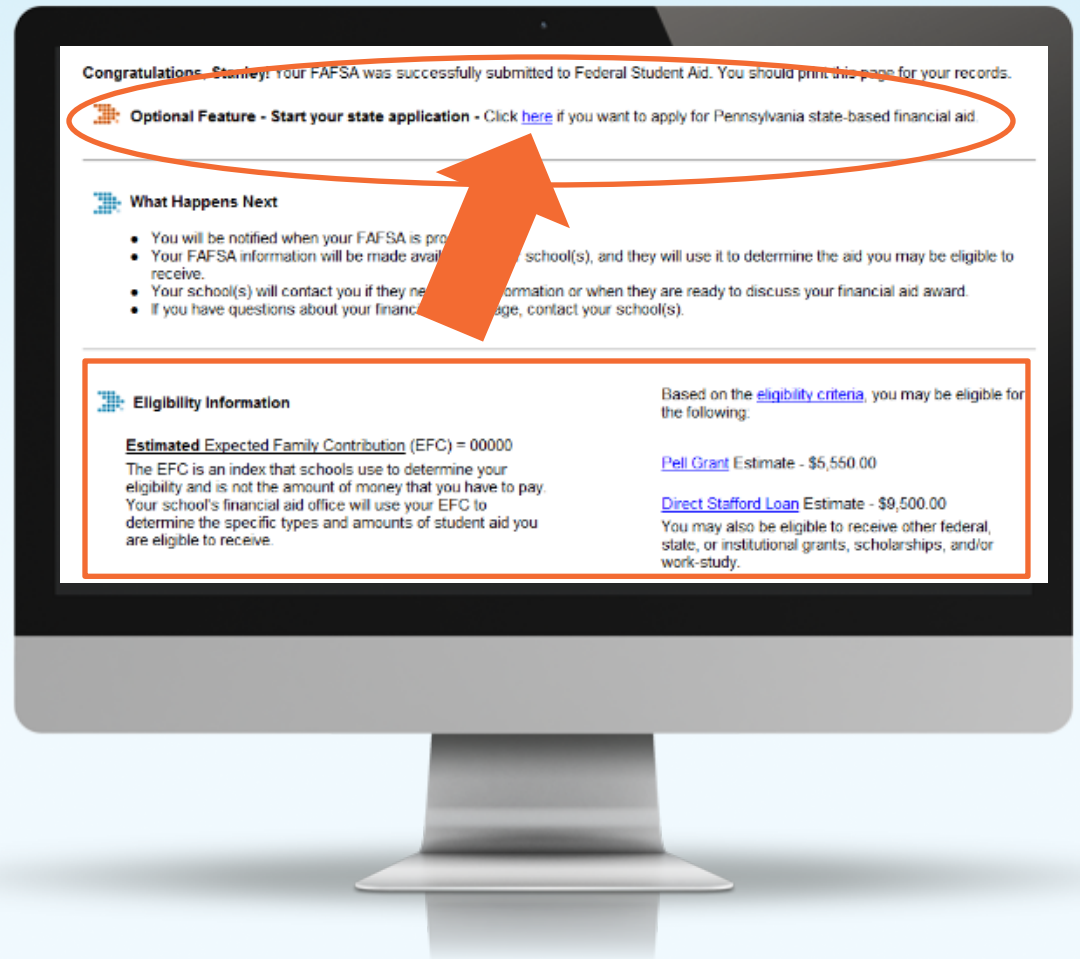 Congratulations, Stanley! Your FAFSA was successfully submitted to Federal Student Aid. You should print this page for your records.
Optional Feature - Start your state application - Click here if you want to apply for Pennsylvania state-based financial aid.
What Happens Next
• You will be notified when your FAFSA is pro
• Your FAFSA information will be made avail school(s), and they will use it to determine the aid you may be eligible to
receive.
• Your school(s) will contact you if they ne ormation or when they are ready to discuss your financial aid award.
• If you have questions about your financ age, contact your school(s).
Eligibility Information
Estimated Expected Family Contribution (EFC) = 00000
The EFC is an index that schools use to determine your
eligibility and is not the amount of money that you have to pay.
Your school's financial aid office will use your EFC to
determine the specific types and amounts of student aid you
are eligible to receive.
Based on the eligibility criteria, you may be eligible for
the following:
Pell Grant Estimate - $5,550.00
Direct Stafford Loan Estimate - $9,500.00
You may also be eligible to receive other federal,
state, or institutional grants, scholarships, and/or
work-study.